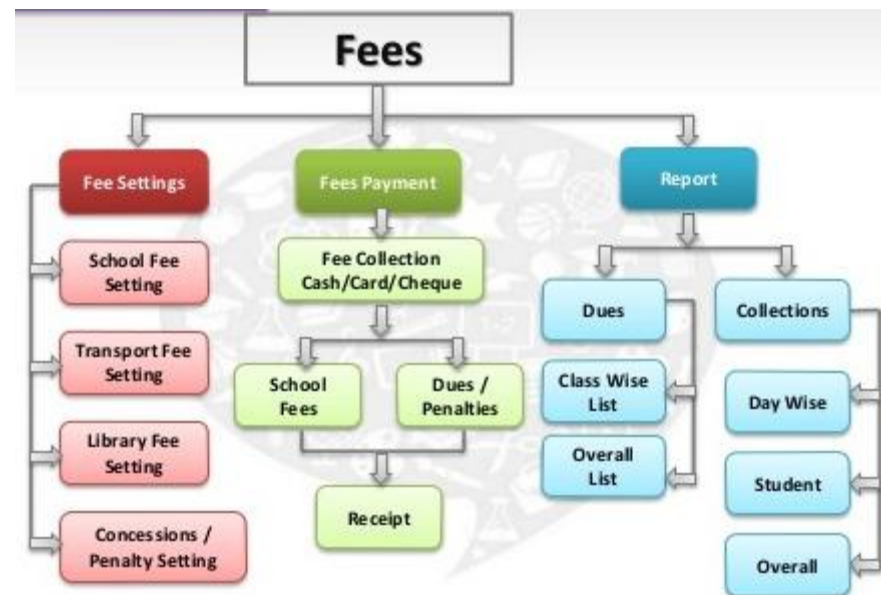 Fees
Fee Settings
School Fee
Setting
Transport Fee
Setting
Library Fee
Setting
Concessions /
Penalty Setting
Fees Payment
Fee Collection
Cash/Card/Cheque
School
Fees
Dues /
Penalties
Receipt
Report
Dues
Class Wise
List
Overall
List
Collections
Day Wise
Student
Overall